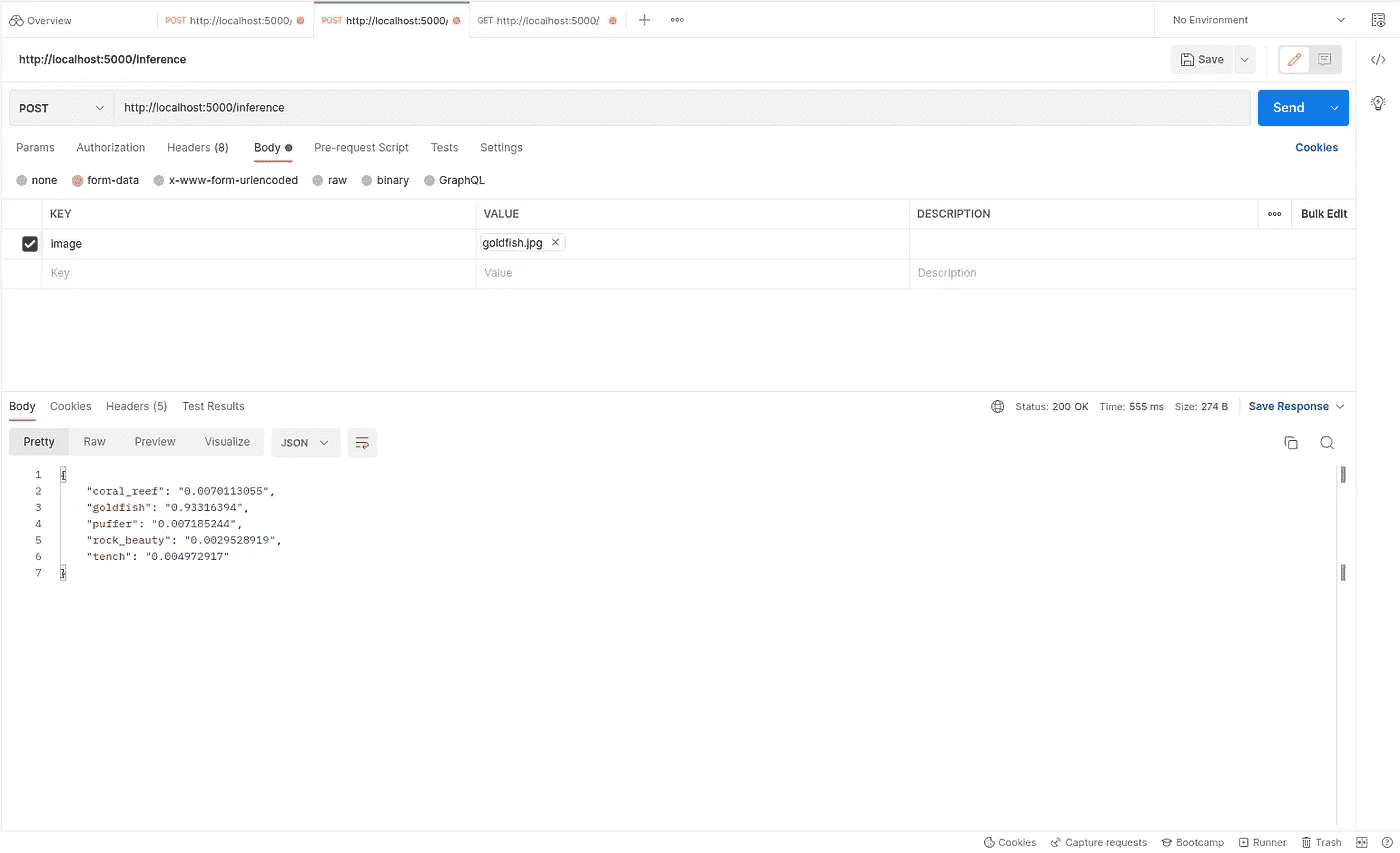 Overview POST http://localhost:5000/ POST http://localhost:5000/ GET http://localhost:5000/ No Environment
http://localhost:5000/inference Save
POST http://localhost:5000/inference Send
Params Authorization Headers (8) Body Pre-request Script Tests Settings Cookies
none form-data x-www-form-urlencoded raw binary GraphQL
KEY VALUE DESCRIPTION Bulk Edit
image goldfish.jpg
Key Value Description
Body Cookies Headers (5) Test Results Status: 200 OK Time: 555 ms Size: 274 B Save Response
Pretty Raw Preview Visualize JSON
1 {
2 "coral_reef": "0.0070113055",
3 "goldfish": "0.93316394",
4 "puffer": "0.007185244",
5 "rock_beauty": "0.0029528919",
6 "tench": "0.004972917"
7 }
Cookies Capture requests Bootcamp Runner Trash